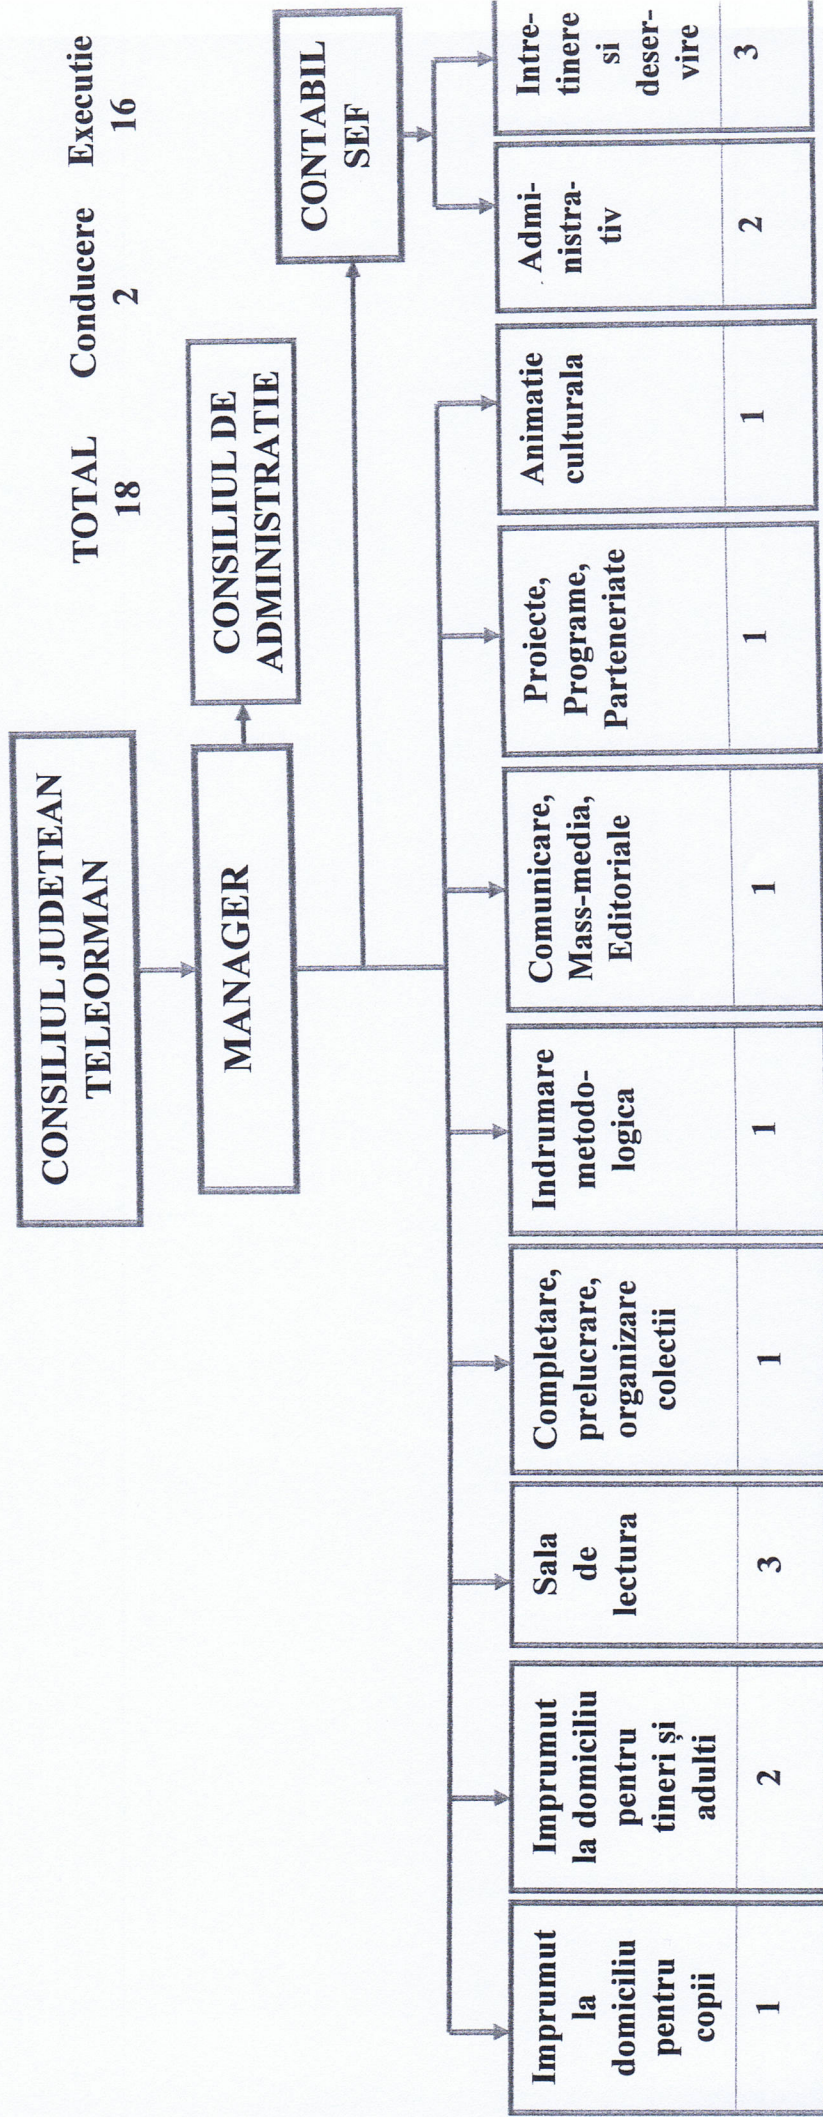 TOTAL Conducere Executie
18 2 16
CONSILIUL JUDETEAN
TELEORMAN
MANAGER
CONSILIUL DE
ADMINISTRATIE
CONTABIL
SEF
Imprumut
la
domiciliu
pentru
copii
1
Imprumut
la domiciliu
pentru
tineri și
adulti
2
Sala
de
lectura
3
Completare,
prelucrare,
organizare
colectii
1
Indrumare
metodo-
logica
1
Comunicare,
Mass-media,
Editoriale
1
Proiecte,
Programe,
Parteneriate
1
Animatie
culturala
1
Admi-
nistra-
tiv
2
Intre-
tinere
si
deser-
vire
3